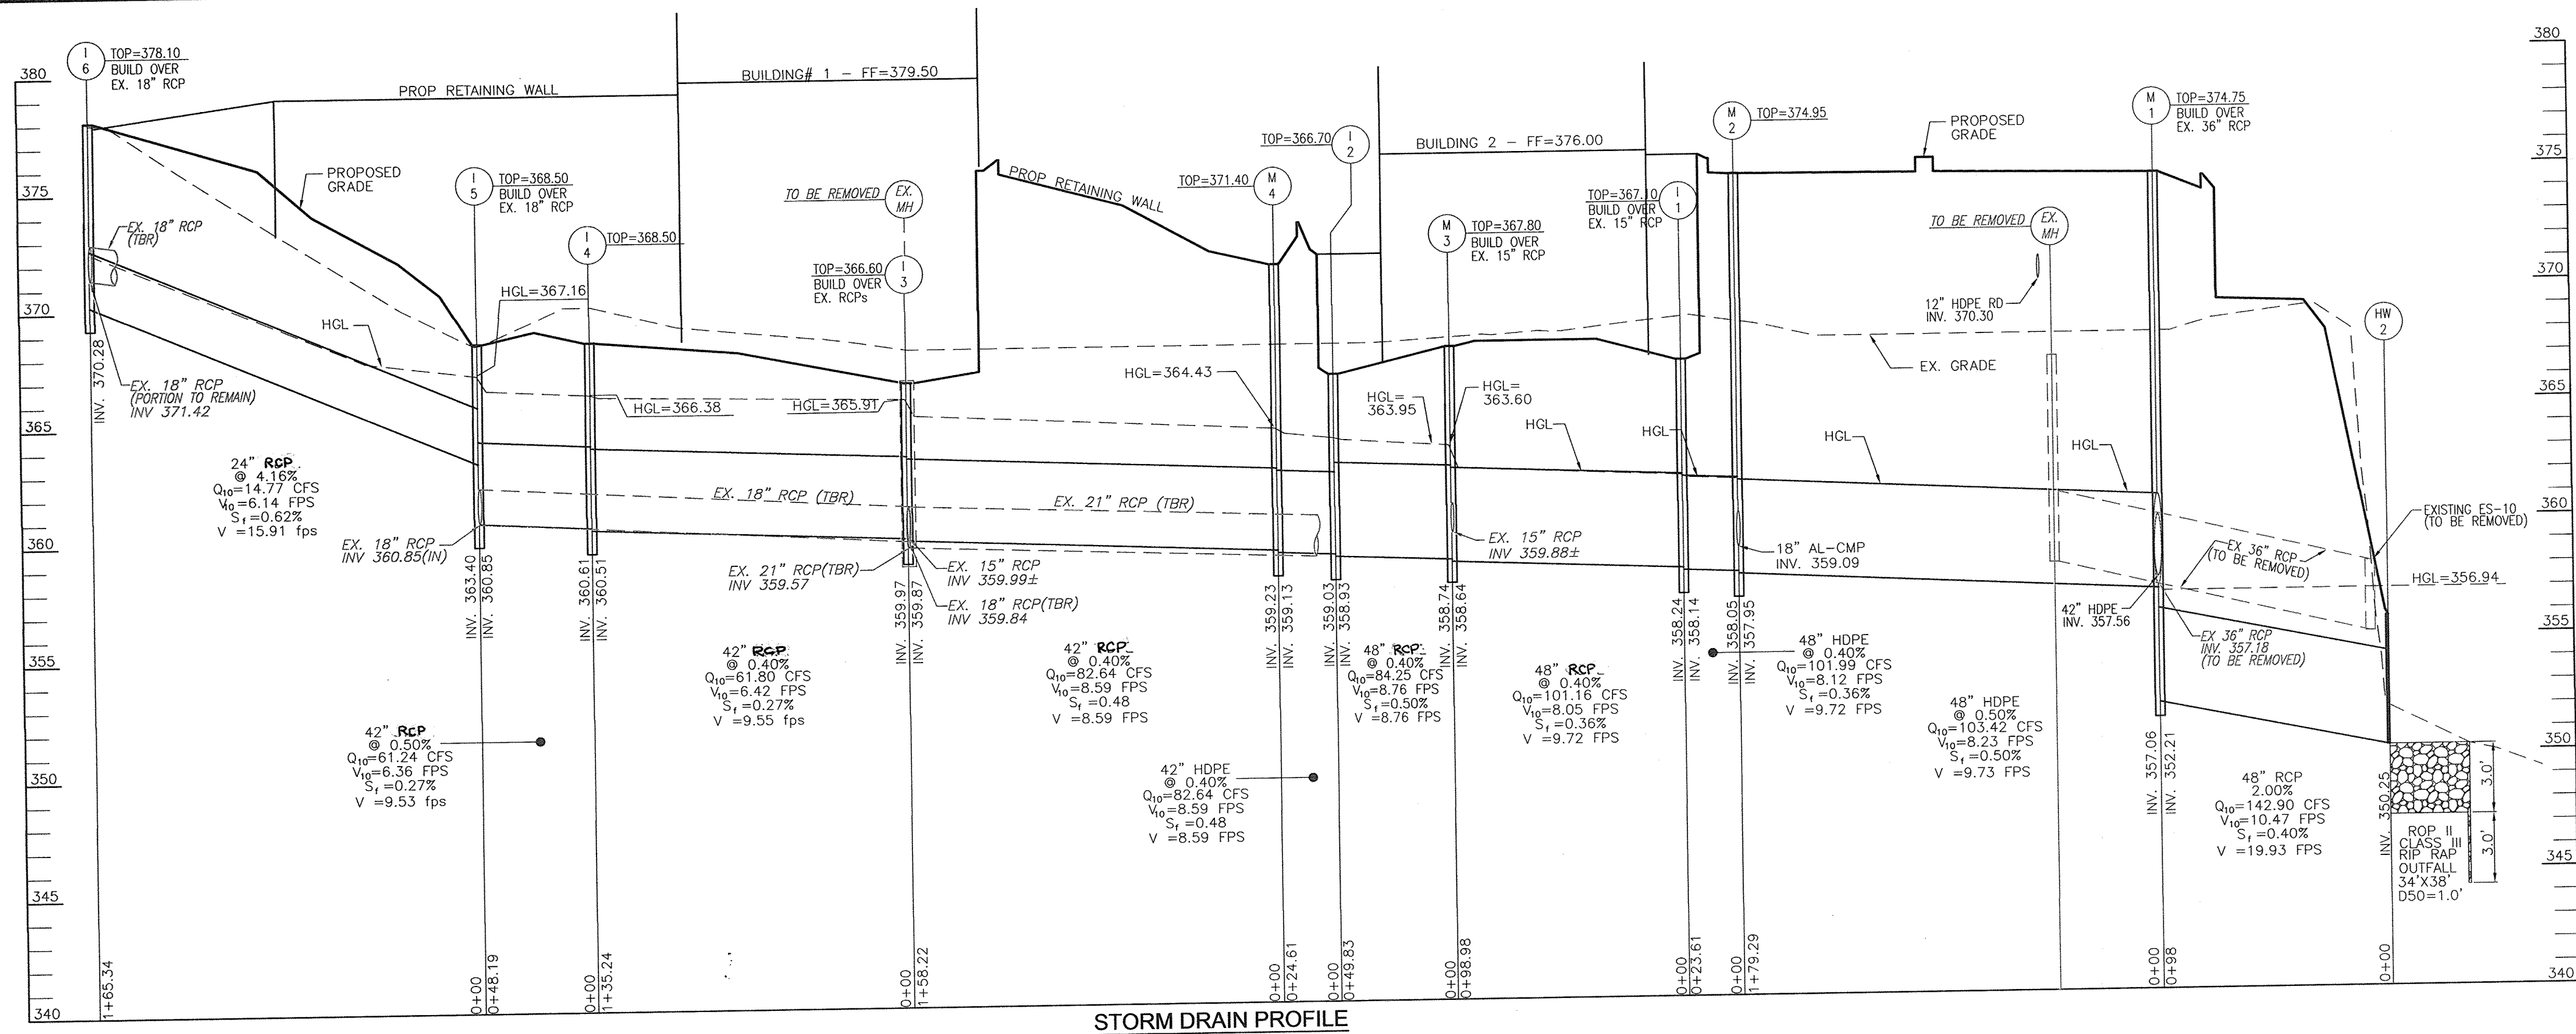 I
6
TOP=378.10
BUILD OVER
EX. 18" RCP
380
375
370
365
360
355
350
345
340
PROP RETAINING WALL
BUILDING# 1 - FF=379.50
PROPOSED
GRADE
EX. 18" RCP
(TBR)
HGL
INV. 370.28
EX. 18" RCP
(PORTION TO REMAIN)
INV 371.42
24" RCP
@ 4.16%
Q10=14.77 CFS
V10=6.14 FPS
Sf=0.62%
V =15.91 fps
1+65.34
I
5
TOP=368.50
BUILD OVER
EX. 18" RCP
HGL=367.16
EX. 18" RCP
INV 360.85(IN)
INV. 363.40
INV. 360.85
0+00
0+48.19
42" RCP
@ 0.50%
Q10=61.24 CFS
V10=6.36 FPS
Sf=0.27%
V =9.53 fps
I
4
TOP=368.50
HGL=366.38
INV. 360.61
INV. 360.51
0+00
1+35.24
42" RCP
@ 0.40%
Q10=61.80 CFS
V10=6.42 FPS
Sf=0.27%
V =9.55 fps
EX. 18" RCP (TBR)
TO BE REMOVED
EX.
MH
TOP=366.60
BUILD OVER
EX. RCPs
I
3
HGL=365.91
EX. 21" RCP(TBR)
INV 359.57
EX. 15" RCP
INV 359.99±
EX. 18" RCP(TBR)
INV 359.84
INV. 359.97
INV. 359.87
0+00
1+58.22
EX. 21" RCP (TBR)
42" RCP
@ 0.40%
Q10=82.64 CFS
V10=8.59 FPS
Sf=0.48
V =8.59 FPS
PROP RETAINING WALL
TOP=371.40
M
4
HGL=364.43
INV. 359.23
INV. 359.13
0+00
0+24.61
42" HDPE
@ 0.40%
Q10=82.64 CFS
V10=8.59 FPS
Sf=0.48
V =8.59 FPS
TOP=366.70
I
2
INV. 359.03
INV. 358.93
0+00
0+49.83
48" RCP
@ 0.40%
Q10=84.25 CFS
V10=8.76 FPS
Sf=0.50%
V =8.76 FPS
BUILDING 2 - FF=376.00
M
3
TOP=367.80
BUILD OVER
EX. 15" RCP
HGL=
363.95
HGL=
363.60
HGL
EX. 15" RCP
INV 359.88±
INV. 358.74
INV. 358.64
0+00
0+98.98
48" RCP
@ 0.40%
Q10=101.16 CFS
V10=8.05 FPS
Sf=0.36%
V =9.72 FPS
TOP=367.10
BUILD OVER
EX. 15" RCP
I
1
HGL
INV. 358.24
INV. 358.14
0+00
0+23.61
48" HDPE
@ 0.40%
Q10=101.99 CFS
V10=8.12 FPS
Sf=0.36%
V =9.72 FPS
M
2
TOP=374.95
18" AL-CMP
INV. 359.09
INV. 358.05
INV. 357.95
0+00
1+79.29
HGL
PROPOSED
GRADE
TO BE REMOVED
EX.
MH
12" HDPE RD
INV. 370.30
EX. GRADE
HGL
48" HDPE
@ 0.50%
Q10=103.42 CFS
V10=8.23 FPS
Sf=0.50%
V =9.73 FPS
M
1
TOP=374.75
BUILD OVER
EX. 36" RCP
42" HDPE
INV. 357.56
EX 36" RCP
(TO BE REMOVED)
EX 36" RCP
INV. 357.18
(TO BE REMOVED)
INV. 357.06
INV. 352.21
0+00
0+98
48" RCP
2.00%
Q10=142.90 CFS
V10=10.47 FPS
Sf=0.40%
V =19.93 FPS
HW
2
EXISTING ES-10
(TO BE REMOVED)
HGL=356.94
INV. 350.25
0+00
3.0'
3.0'
ROP II
CLASS III
RIP RAP
OUTFALL
34'X38'
D50=1.0'
380
375
370
365
360
355
350
345
340
STORM DRAIN PROFILE